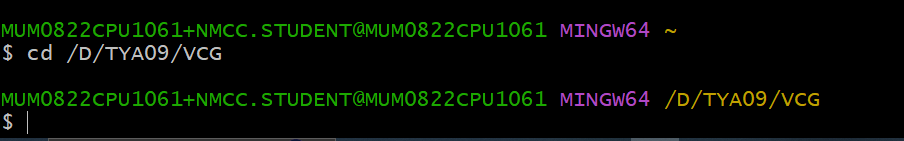 MUM0822CPU1061+NMCC.STUDENT@MUM0822CPU1061 MINGW64 ~
$ cd /D/TYA09/VCG
MUM0822CPU1061+NMCC.STUDENT@MUM0822CPU1061 MINGW64 /D/TYA09/VCG
$